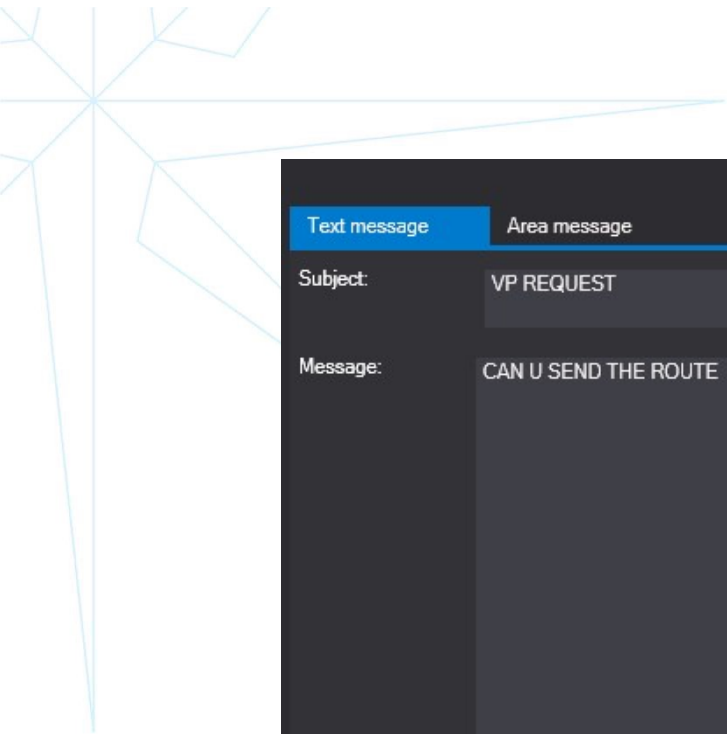 Text message Area message
Subject: VP REQUEST
Message: CAN U SEND THE ROUTE